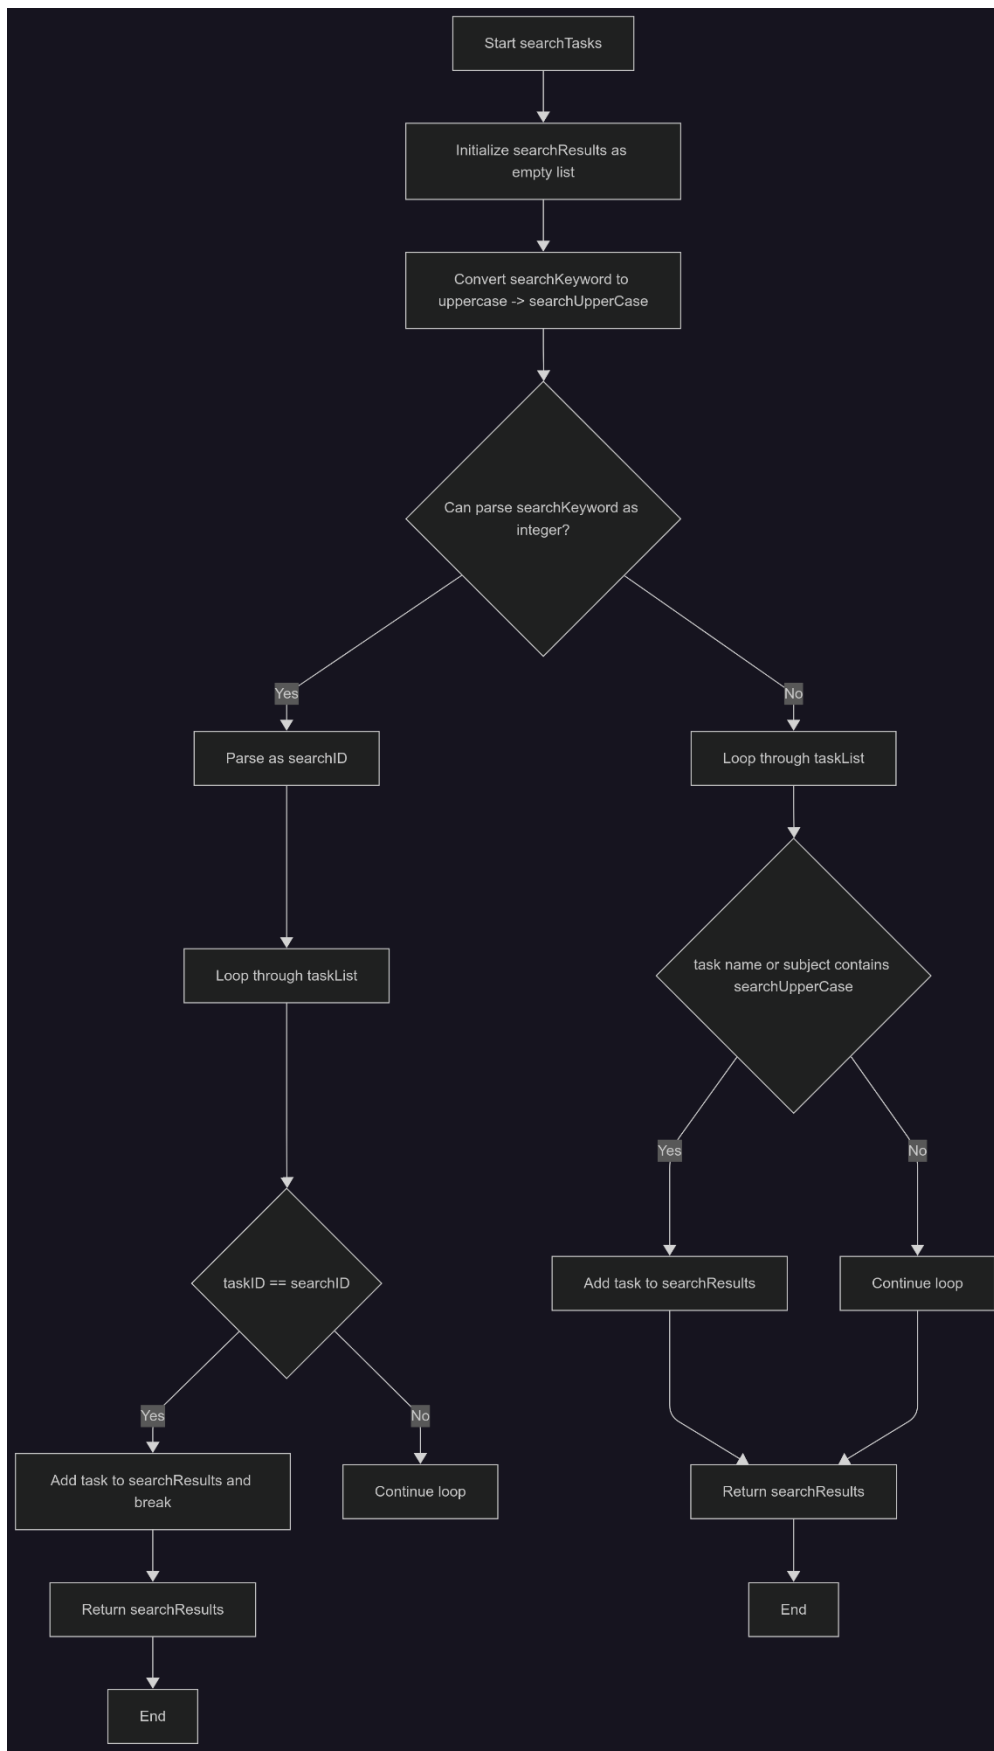 Start searchTasks
Initialize searchResults as
empty list
Convert searchKeyword to
uppercase -> searchUpperCase
Can parse searchKeyword as
integer?
Yes
No
Parse as searchID
Loop through taskList
Loop through taskList
task name or subject contains
searchUpperCase
Yes
No
taskID == searchID
Add task to searchResults
Continue loop
Yes
No
Add task to searchResults and
break
Continue loop
Return searchResults
Return searchResults
End
End